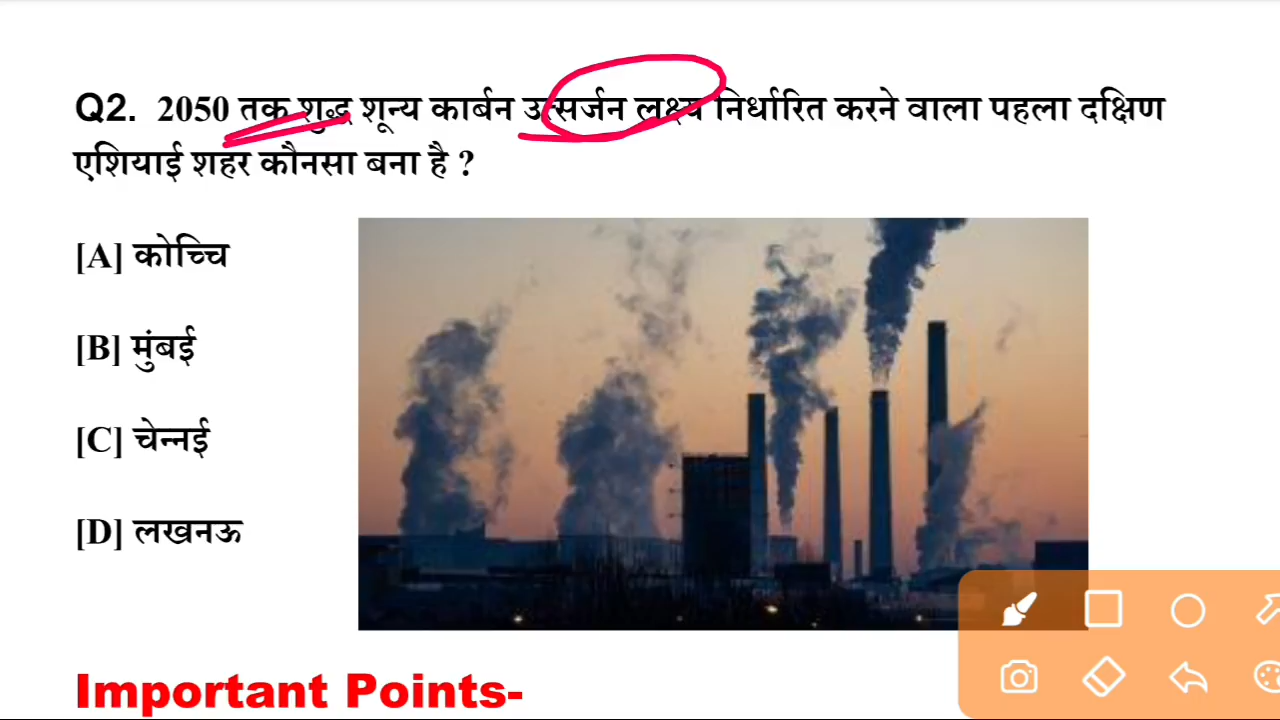 Q2. 2050 तक शुद्ध शून्य कार्बन उत्सर्जन लक्ष्य निर्धारित करने वाला पहला दक्षिण
एशियाई शहर कौनसा बना है ?
[A] कोच्चि
[B] मुंबई
[C] चेन्नई
[D] लखनऊ
Important Points-